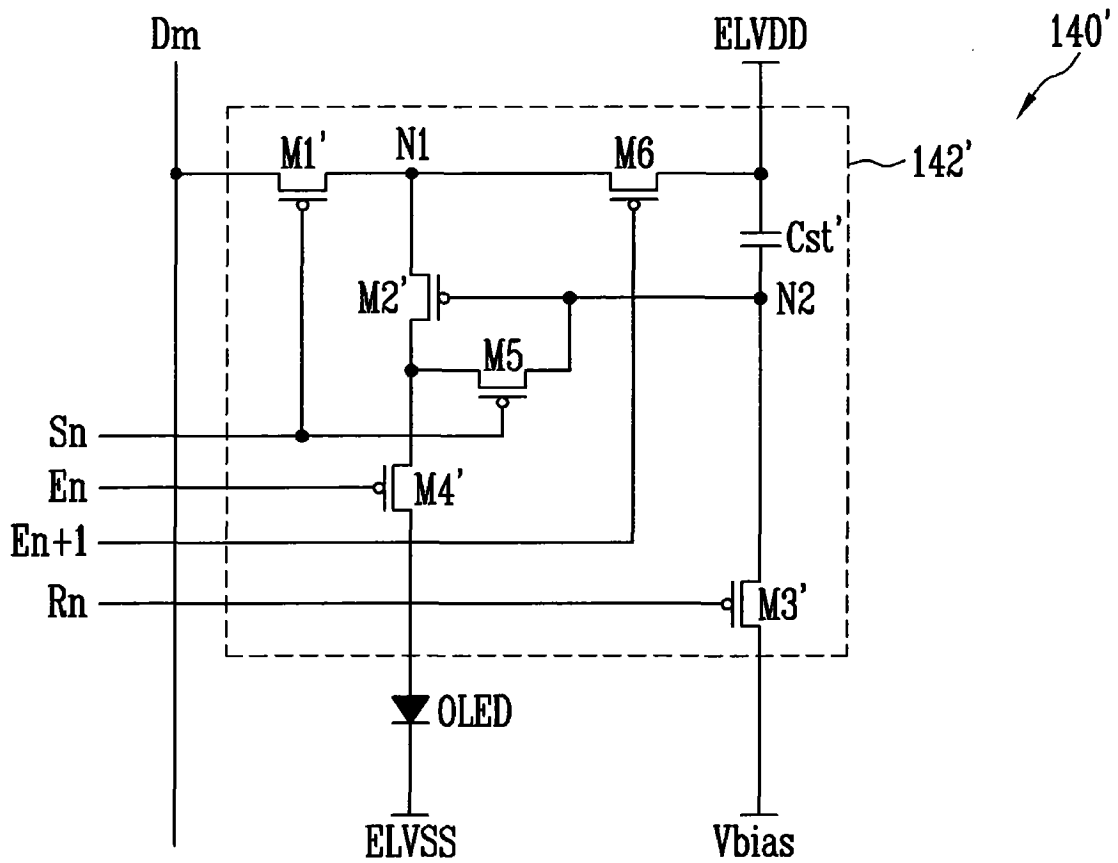 Dm
ELVDD
140'
M1'
N1
M6
142'
Cst'
M2'
N2
M5
Sn
En
M4'
En+1
Rn
M3'
OLED
ELVSS
Vbias